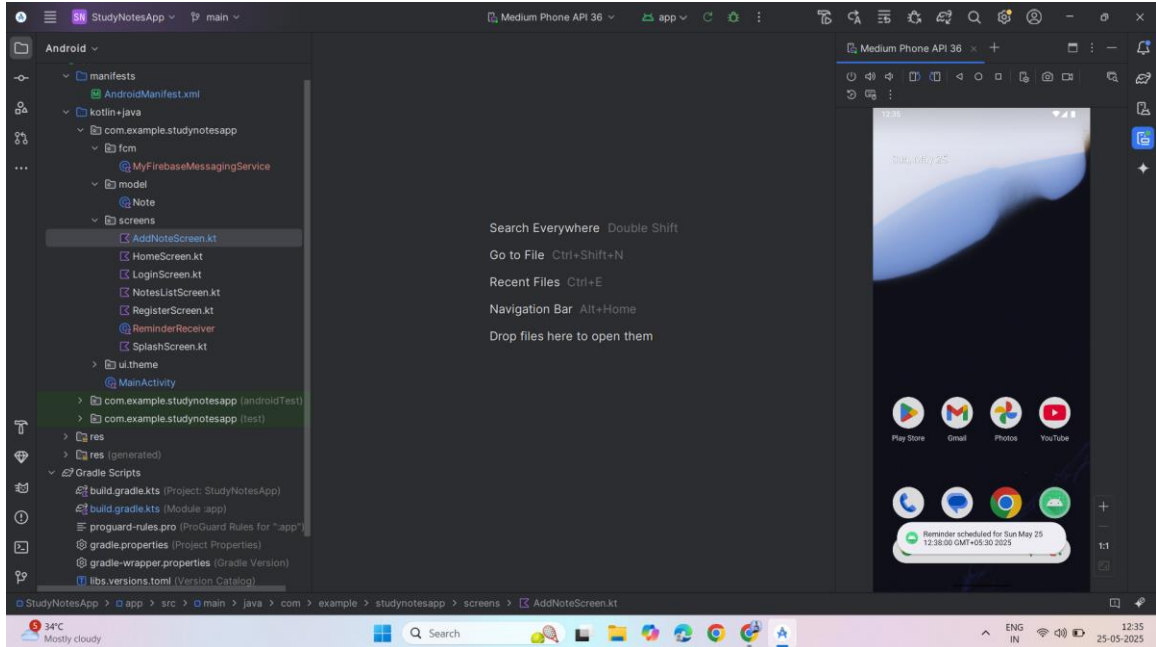 SN StudyNotesApp main Medium Phone API 36 app
Android
manifests
AndroidManifest.xml
kotlin+java
com.example.studynotesapp
fcm
MyFirebaseMessagingService
model
Note
screens
AddNoteScreen.kt
HomeScreen.kt
LoginScreen.kt
NotesListScreen.kt
RegisterScreen.kt
ReminderReceiver
SplashScreen.kt
ui.theme
MainActivity
com.example.studynotesapp (androidTest)
com.example.studynotesapp (test)
res
res (generated)
Gradle Scripts
build.gradle.kts (Project: StudyNotesApp)
build.gradle.kts (Module :app)
proguard-rules.pro (ProGuard Rules for ":app")
gradle.properties (Project Properties)
gradle-wrapper.properties (Gradle Version)
libs.versions.toml (Version Catalog)
Search Everywhere Double Shift
Go to File Ctrl+Shift+N
Recent Files Ctrl+E
Navigation Bar Alt+Home
Drop files here to open them
Medium Phone API 36
12:35
Sun, May 25
Play Store Gmail Photos YouTube
Reminder scheduled for Sun May 25
12:38:00 GMT+05:30 2025
1:1
StudyNotesApp > app > src > main > java > com > example > studynotesapp > screens > AddNoteScreen.kt
5
34°C
Mostly cloudy
Search
ENG
IN
12:35
25-05-2025